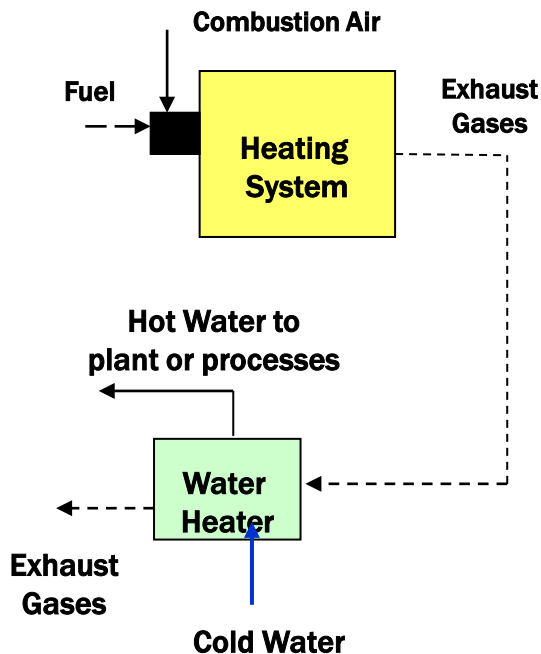 Combustion Air
Fuel
Exhaust
Gases
Heating
System
Hot Water to
plant or processes
Water
Heater
Exhaust
Gases
Cold Water